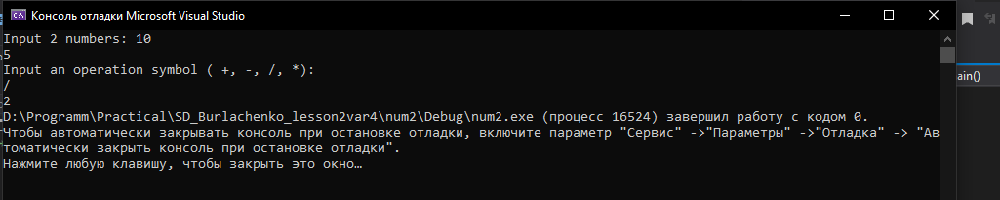 Консоль отладки Microsoft Visual Studio
Input 2 numbers: 10
5
Input an operation symbol ( +, -, /, *):
/
2
D:\Programm\Practical\SD_Burlachenko_lesson2var4\num2\Debug\num2.exe (процесс 16524) завершил работу с кодом 0.
Чтобы автоматически закрывать консоль при остановке отладки, включите параметр "Сервис" ->"Параметры" ->"Отладка" -> "Ав
томатически закрыть консоль при остановке отладки".
Нажмите любую клавишу, чтобы закрыть это окно…
ain()